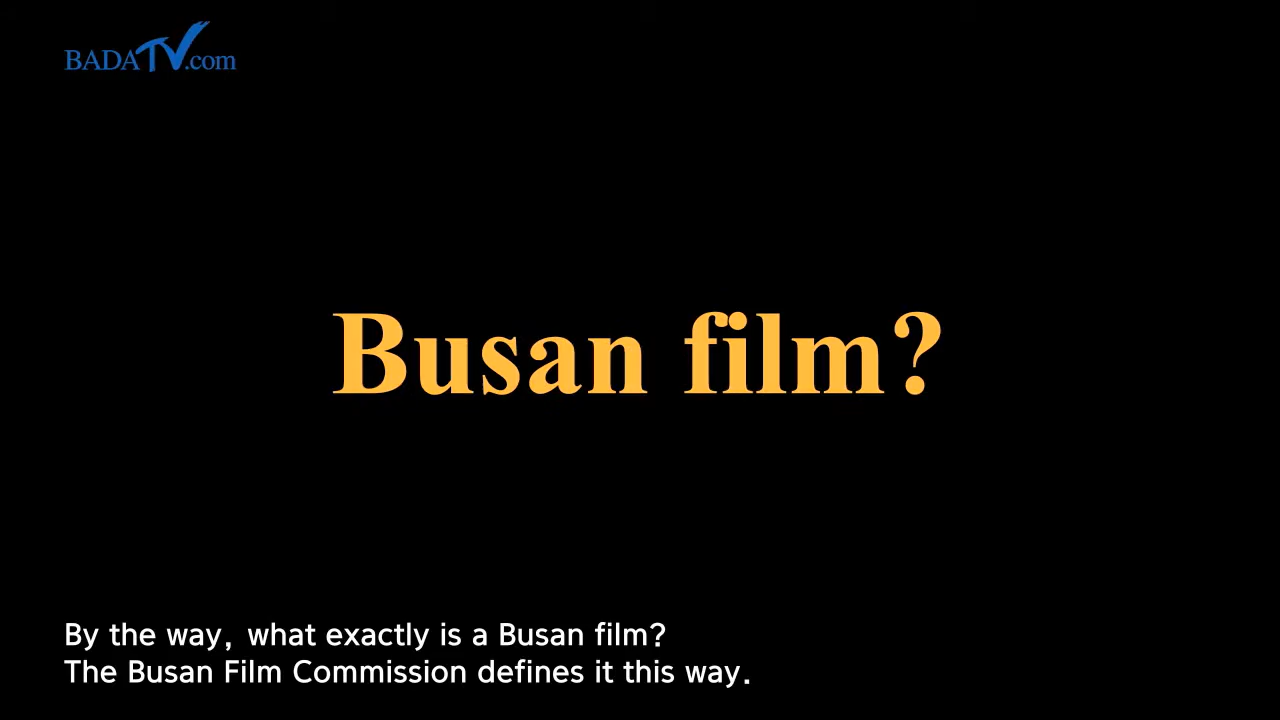 BADATV.com
Busan film?
By the way, what exactly is a Busan film?
The Busan Film Commission defines it this way.